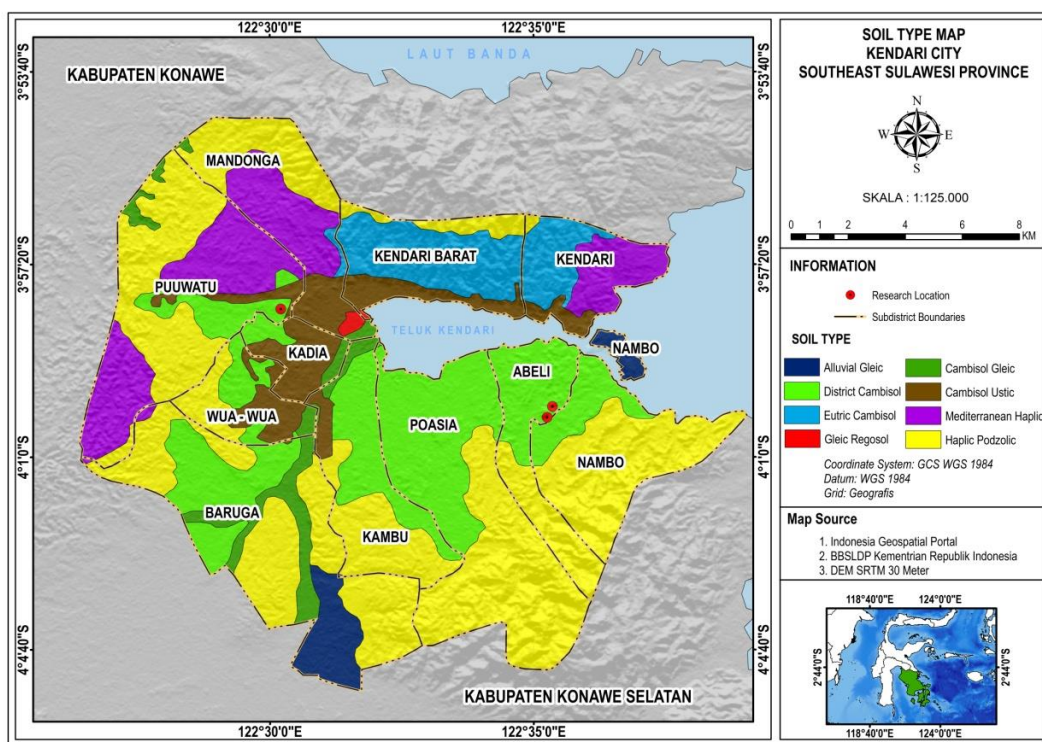 122°30'0"E
122°35'0"E
3°53'40"S
3°53'40"S
3°57'20"S
3°57'20"S
4°1'0"S
4°1'0"S
4°4'40"S
4°4'40"S
122°30'0"E
122°35'0"E
LAUT BANDA
KABUPATEN KONAWE
MANDONGA
KENDARI BARAT
KENDARI
PUUWATU
TELUK KENDARI
NAMBO
KADIA
ABELI
WUA - WUA
POASIA
NAMBO
BARUGA
KAMBU
KABUPATEN KONAWE SELATAN
SOIL TYPE MAP
KENDARI CITY
SOUTHEAST SULAWESI PROVINCE
N
W
E
S
SKALA : 1:125.000
0 1 2 4 6 8
KM
INFORMATION
Research Location
Subdistrict Boundaries
SOIL TYPE
Alluvial Gleic
Cambisol Gleic
District Cambisol
Cambisol Ustic
Eutric Cambisol
Mediterranean Haplic
Gleic Regosol
Haplic Podzolic
Coordinate System: GCS WGS 1984
Datum: WGS 1984
Grid: Geografis
Map Source
1. Indonesia Geospatial Portal
2. BBSLDP Kementrian Republik Indonesia
3. DEM SRTM 30 Meter
118°40'0"E
124°0'0"E
2°44'0"S
2°44'0"S
118°40'0"E
124°0'0"E